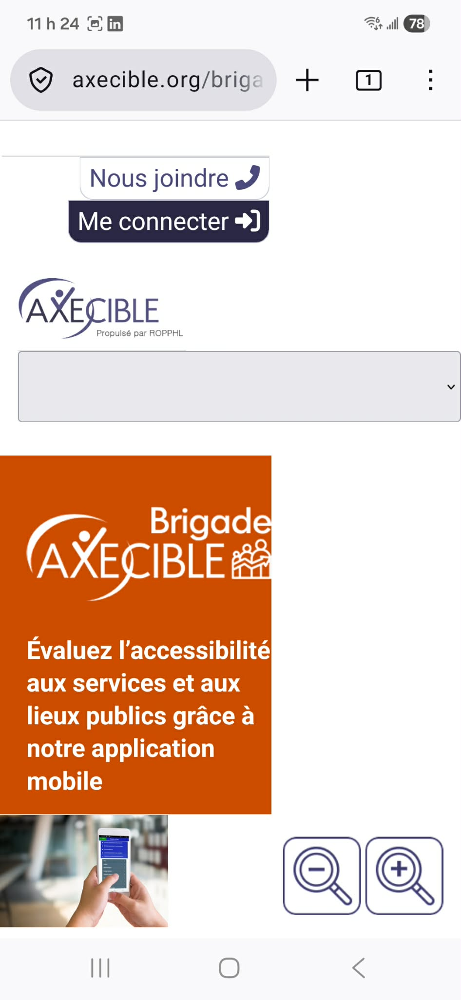 11 h 24
78
axecible.org/briga
1
Nous joindre
Me connecter
AXECIBLE
Propulsé par ROPPHL
Brigade
AXECIBLE
Évaluez l’accessibilité
aux services et aux
lieux publics grâce à
notre application
mobile